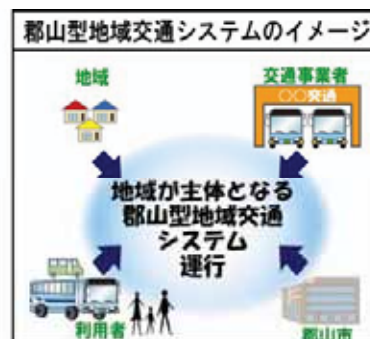 郡山型地域交通システムのイメージ
地域
交通事業者
○○交通
地域が主体となる
郡山型地域交通
システム
運行
利用者
郡山市